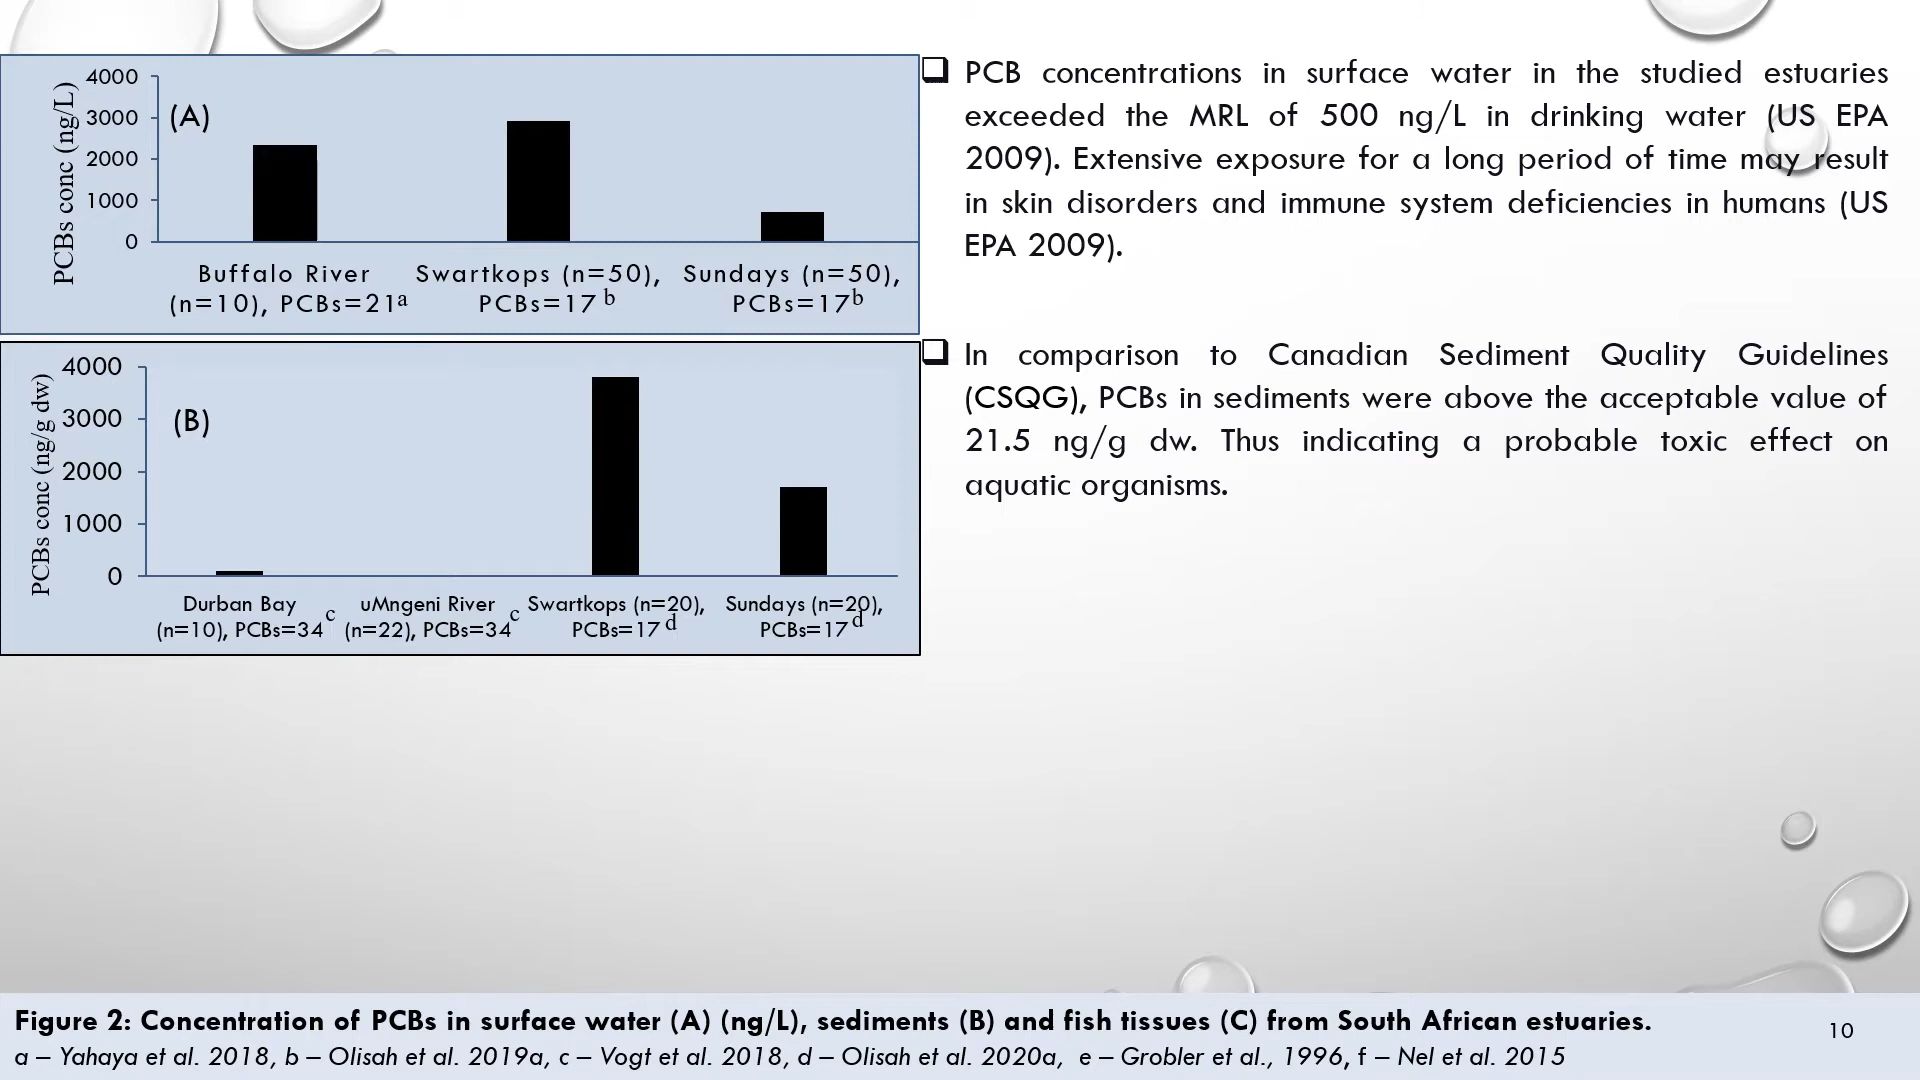 PCBs conc (ng/L)
4000
3000
2000
1000
0
(A)
Buffalo River
(n=10), PCBs=21a
Swartkops (n=50),
PCBs=17 b
Sundays (n=50),
PCBs=17b
PCBs conc (ng/g dw)
4000
3000
2000
1000
0
(B)
Durban Bay
(n=10), PCBs=34 c
uMngeni River
(n=22), PCBs=34 c
Swartkops (n=20),
PCBs=17 d
Sundays (n=20),
PCBs=17 d
PCB concentrations in surface water in the studied estuaries
exceeded the MRL of 500 ng/L in drinking water (US EPA
2009). Extensive exposure for a long period of time may result
in skin disorders and immune system deficiencies in humans (US
EPA 2009).
In comparison to Canadian Sediment Quality Guidelines
(CSQG), PCBs in sediments were above the acceptable value of
21.5 ng/g dw. Thus indicating a probable toxic effect on
aquatic organisms.
Figure 2: Concentration of PCBs in surface water (A) (ng/L), sediments (B) and fish tissues (C) from South African estuaries.
a – Yahaya et al. 2018, b – Olisah et al. 2019a, c – Vogt et al. 2018, d – Olisah et al. 2020a, e – Grobler et al., 1996, f – Nel et al. 2015
10